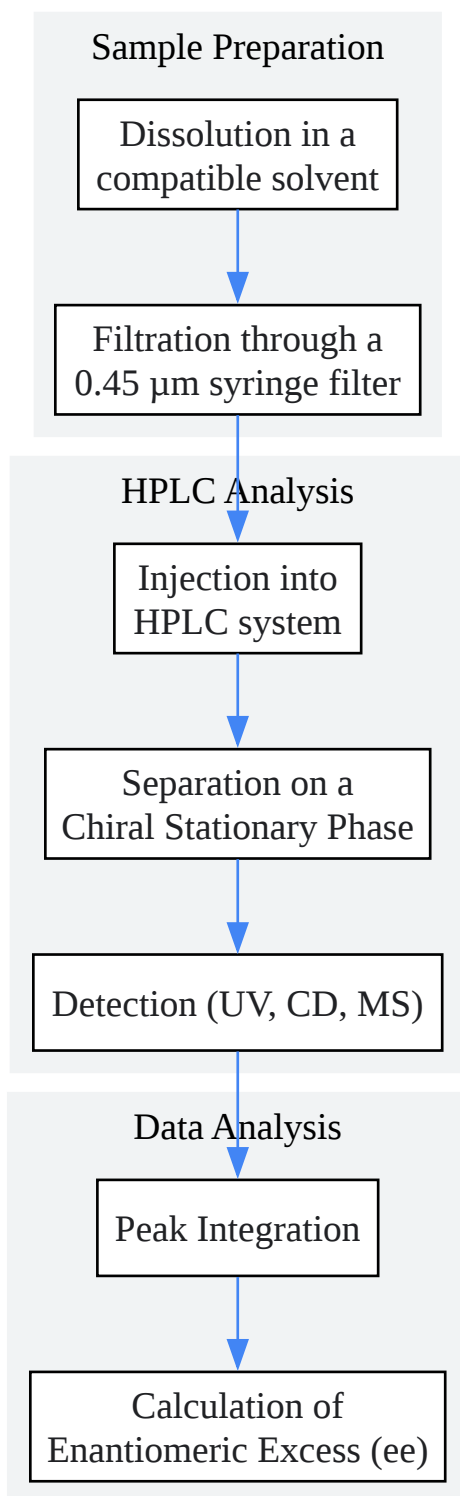 Sample Preparation
Dissolution in a
compatible solvent
Filtration through a
0.45 µm syringe filter
HPLC Analysis
Injection into
HPLC system
Separation on a
Chiral Stationary Phase
Detection (UV, CD, MS)
Data Analysis
Peak Integration
Calculation of
Enantiomeric Excess (ee)